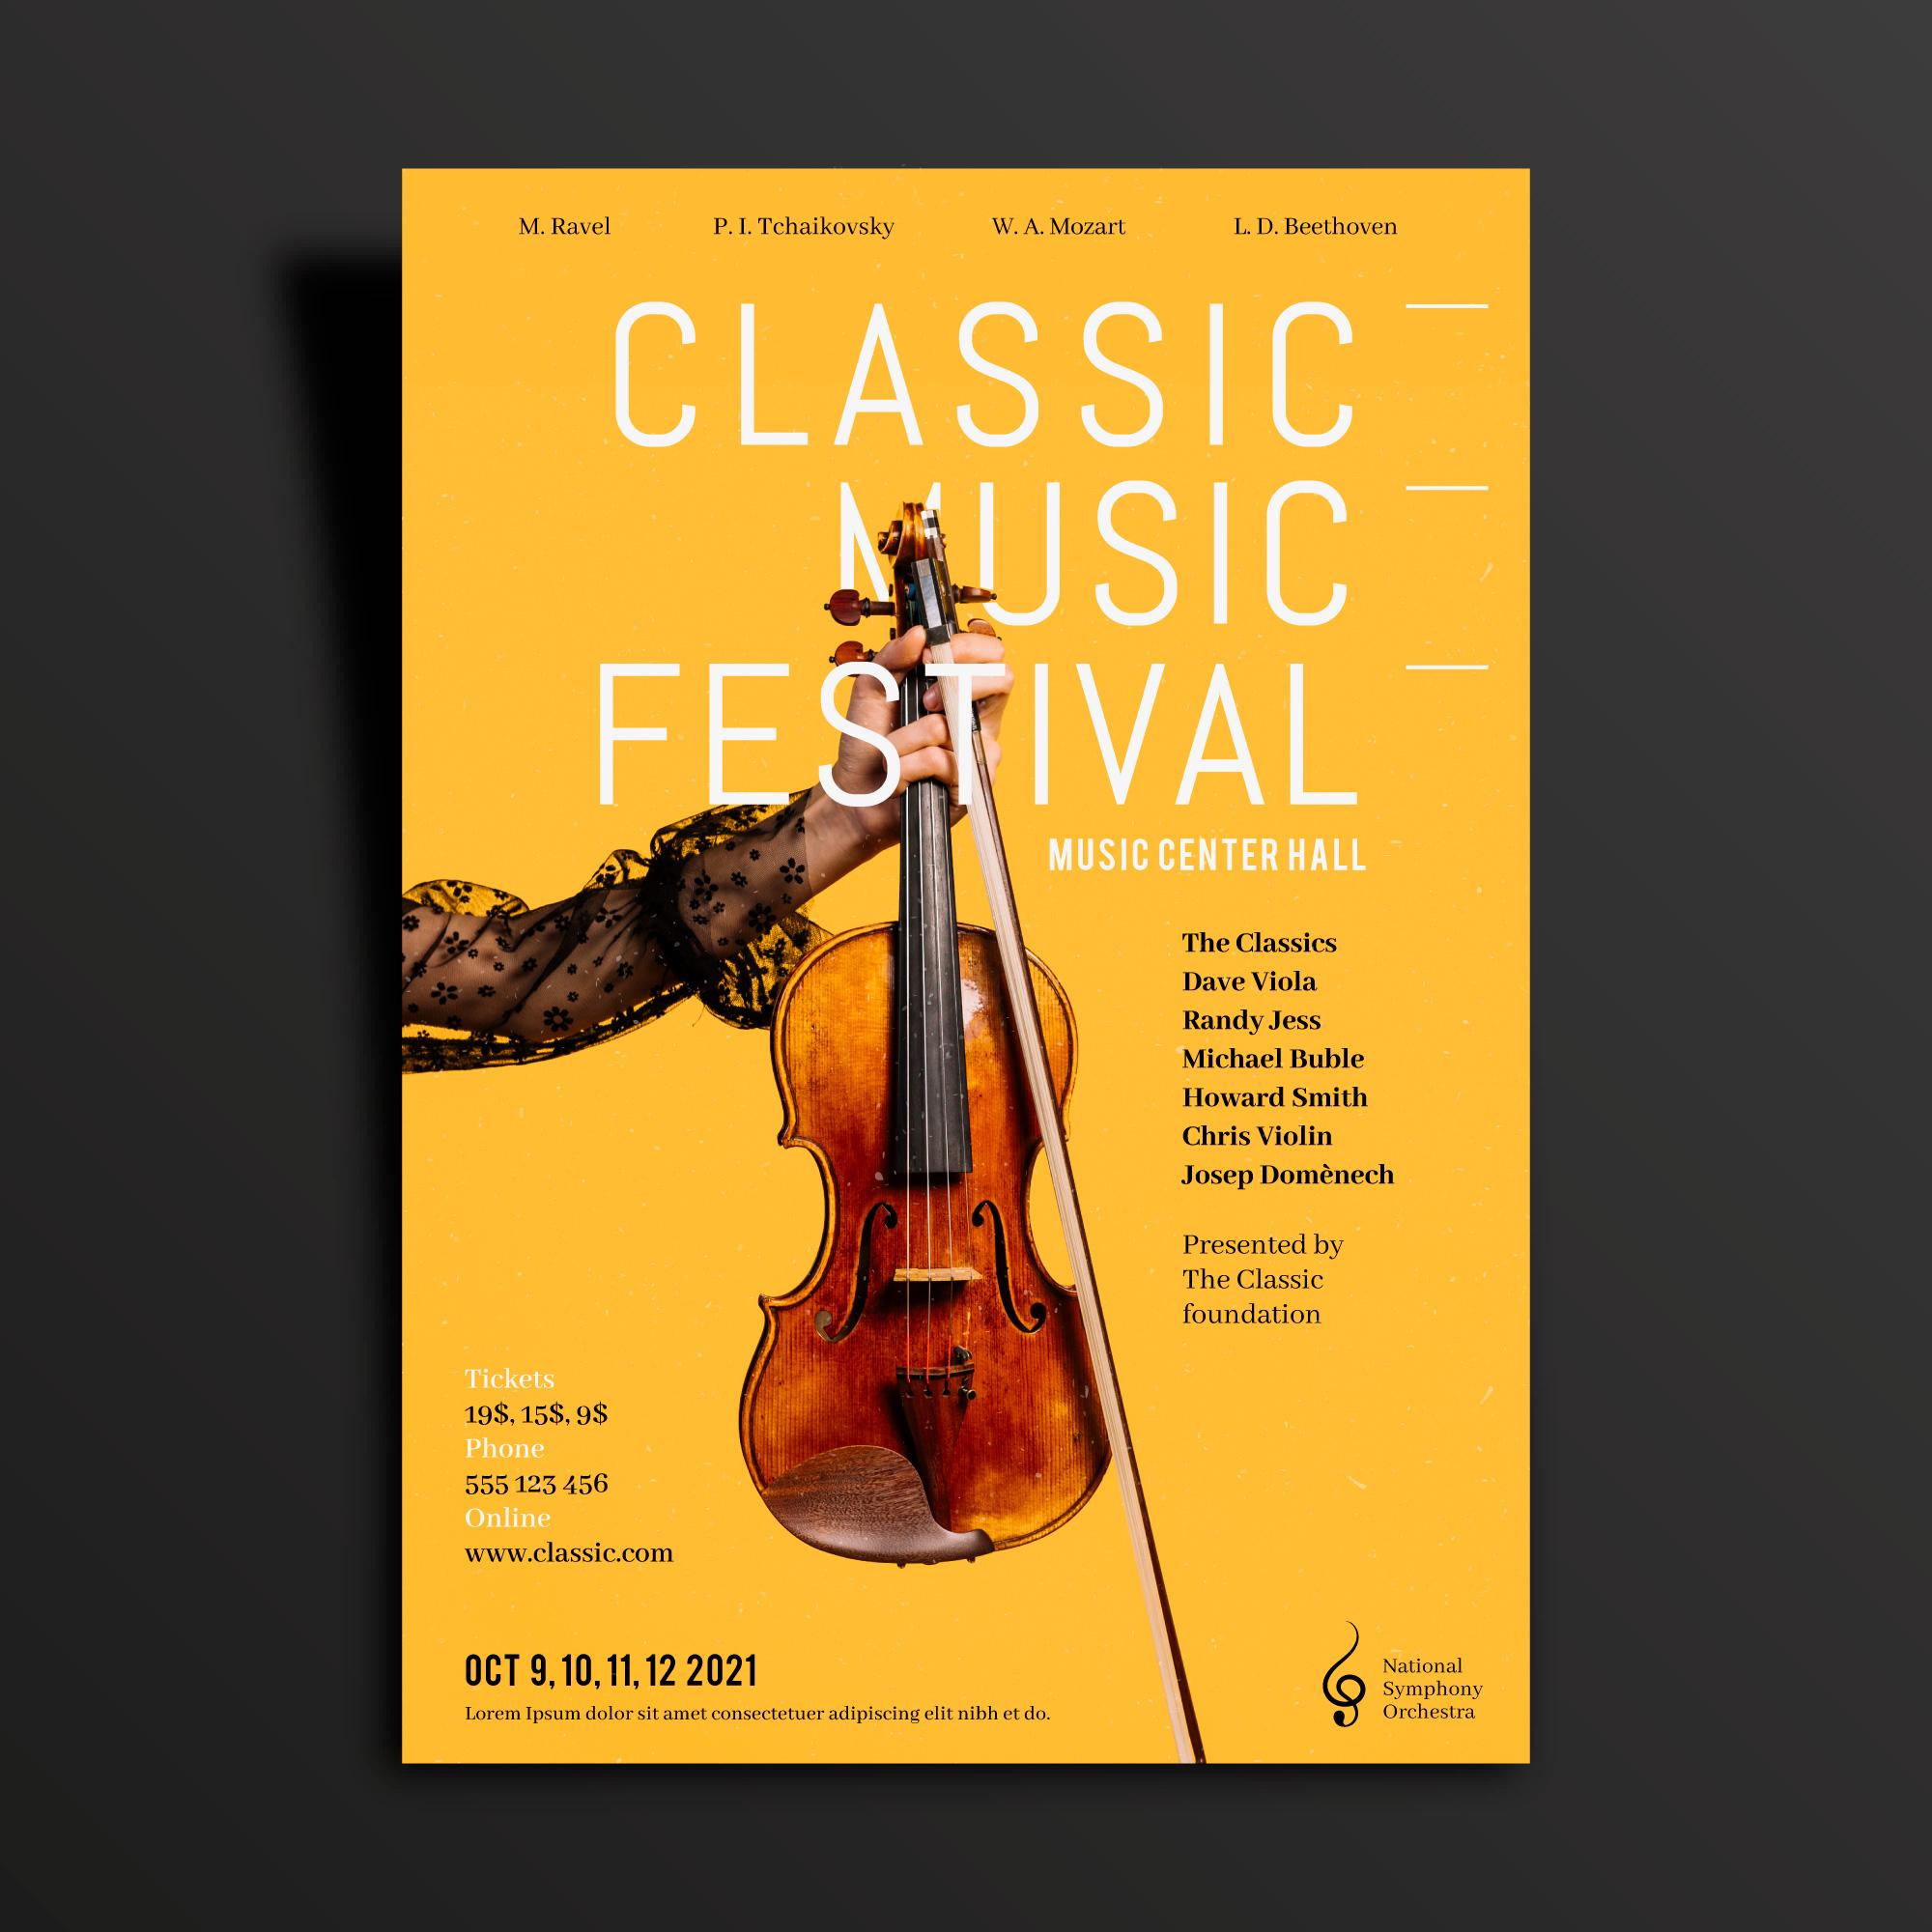 M. Ravel P. I. Tchaikovsky W. A. Mozart L. D. Beethoven
CLASSIC
MUSIC
FESTIVAL
MUSIC CENTER HALL
The Classics
Dave Viola
Randy Jess
Michael Buble
Howard Smith
Chris Violin
Josep Domènech
Presented by
The Classic
foundation
Tickets
19$, 15$, 9$
Phone
555 123 456
Online
www.classic.com
OCT 9, 10, 11, 12 2021
Lorem Ipsum dolor sit amet consectetuer adipiscing elit nibh et do.
National
Symphony
Orchestra